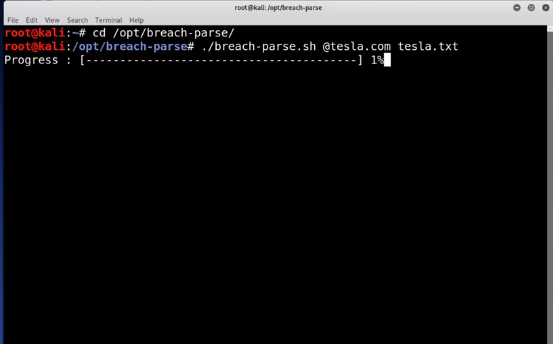 root@kali: /opt/breach-parse
File Edit View Search Terminal Help
root@kali:~# cd /opt/breach-parse/
root@kali:/opt/breach-parse# ./breach-parse.sh @tesla.com tesla.txt
Progress : [----------------------------------------] 1%